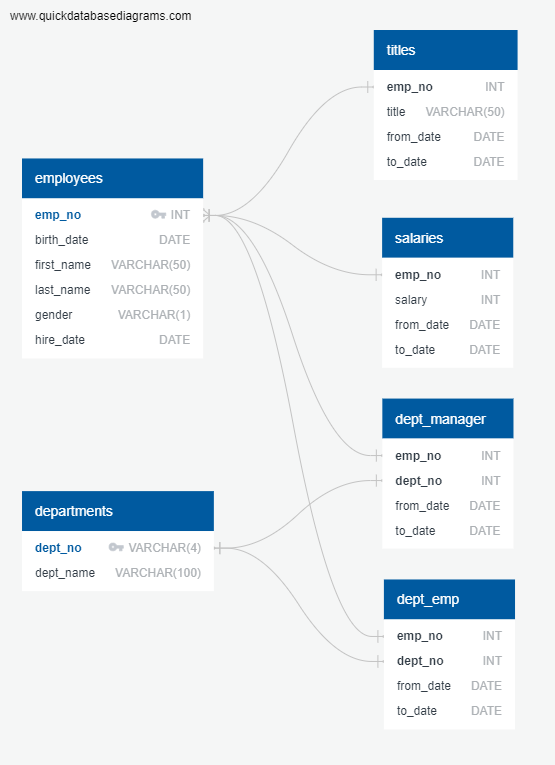 www.quickdatabasediagrams.com
titles
emp_no INT
title VARCHAR(50)
from_date DATE
to_date DATE
employees
emp_no INT
birth_date DATE
first_name VARCHAR(50)
last_name VARCHAR(50)
gender VARCHAR(1)
hire_date DATE
salaries
emp_no INT
salary INT
from_date DATE
to_date DATE
dept_manager
emp_no INT
dept_no INT
from_date DATE
to_date DATE
departments
dept_no VARCHAR(4)
dept_name VARCHAR(100)
dept_emp
emp_no INT
dept_no INT
from_date DATE
to_date DATE